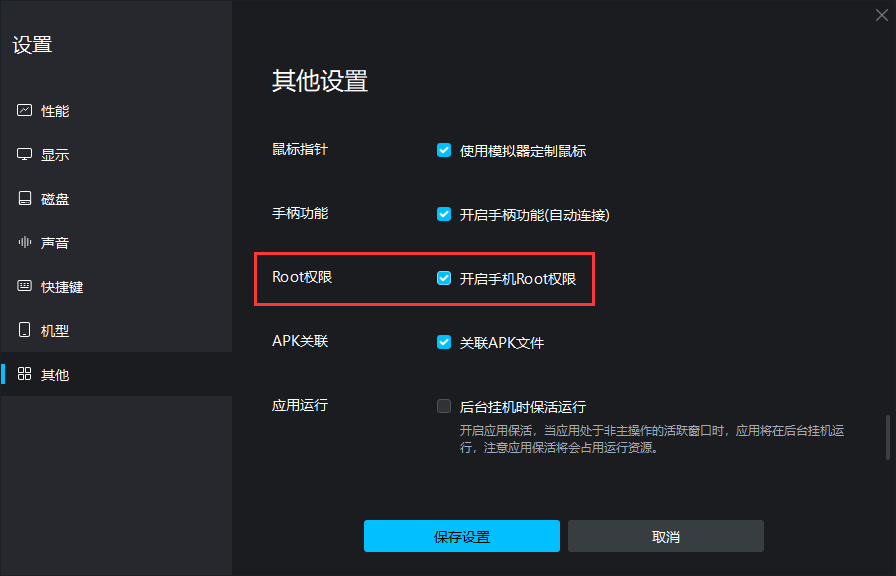 设置
性能
显示
磁盘
声音
快捷键
机型
其他
其他设置
鼠标指针
使用模拟器定制鼠标
手柄功能
开启手柄功能(自动连接)
Root权限
开启手机Root权限
APK关联
关联APK文件
应用运行
后台挂机时保活运行
开启应用保活，当应用处于非主操作的活跃窗口时，应用将在后台挂机运
行，注意应用保活将会占用运行资源。
保存设置
取消